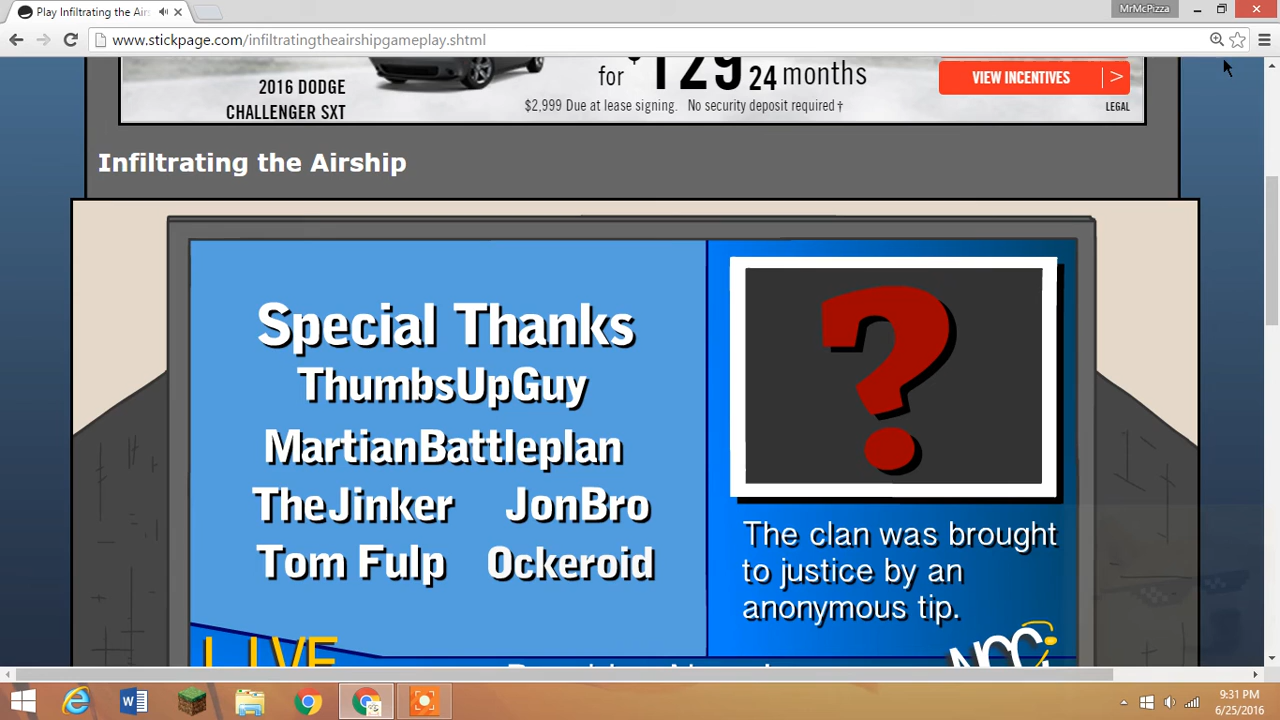 Play Infiltrating the Air
MrMcPizza
www.stickpage.com/infiltratingtheairshipgameplay.shtml
2016 DODGE
CHALLENGER SXT
for $129 24 months
$2,999 Due at lease signing. No security deposit required †
VIEW INCENTIVES >
LEGAL
Infiltrating the Airship
Special Thanks
ThumbsUpGuy
MartianBattleplan
TheJinker JonBro
Tom Fulp Ockeroid
?
The clan was brought
to justice by an
anonymous tip.
LIVE
9:31 PM
6/25/2016